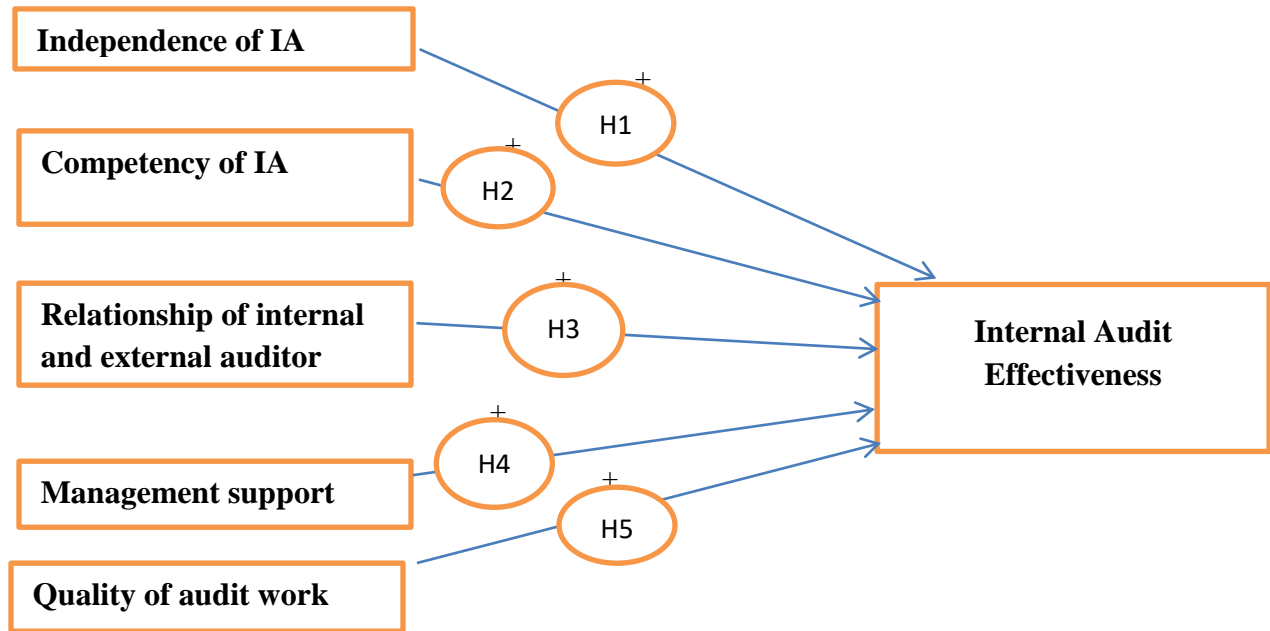 Independence of IA
+
H1
Competency of IA
+
H2
Relationship of internal
and external auditor
+
H3
Internal Audit
Effectiveness
Management support
+
H4
Quality of audit work
+
H5